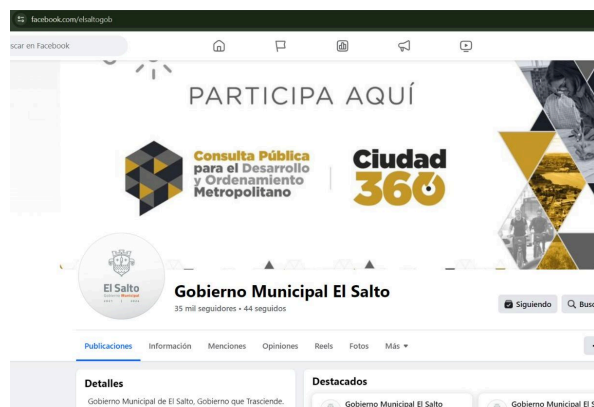 facebook.com/elsaltogob
scar en Facebook
PARTICIPA AQUÍ
Consulta Pública
para el Desarrollo
y Ordenamiento
Metropolitano
Ciudad
360
El Salto
Gobierno Municipal
Gobierno Municipal El Salto
35 mil seguidores • 44 seguidos
Siguiendo
Busc
Publicaciones Información Menciones Opiniones Reels Fotos Más
Detalles
Gobierno Municipal de El Salto, Gobierno que Trasciende.
Destacados
Gobierno Municipal El Salto
Gobierno Municipal El S